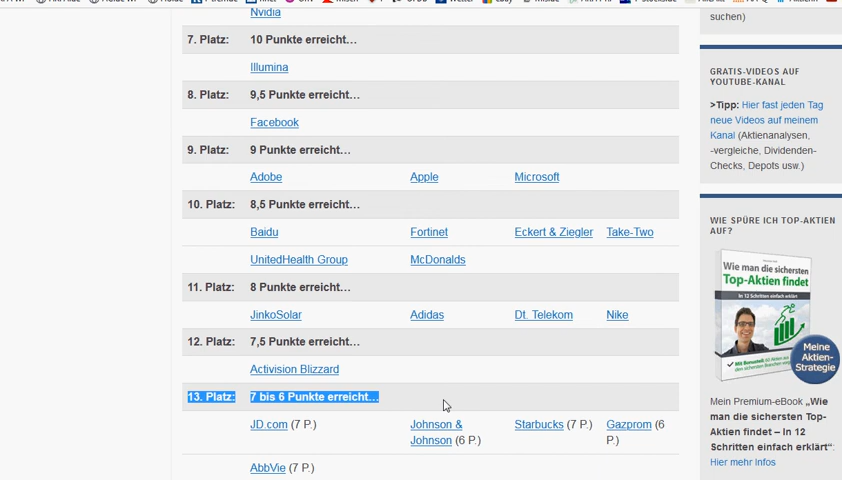 Nvidia
7. Platz: 10 Punkte erreicht…
Illumina
8. Platz: 9,5 Punkte erreicht…
Facebook
9. Platz: 9 Punkte erreicht…
Adobe Apple Microsoft
10. Platz: 8,5 Punkte erreicht…
Baidu Fortinet Eckert & Ziegler Take-Two
UnitedHealth Group McDonalds
11. Platz: 8 Punkte erreicht…
JinkoSolar Adidas Dt. Telekom Nike
12. Platz: 7,5 Punkte erreicht…
Activision Blizzard
13. Platz: 7 bis 6 Punkte erreicht…
JD.com (7 P.) Johnson & Starbucks (7 P.) Gazprom (6
Johnson (6 P.) P.)
AbbVie (7 P.)
suchen)
GRATIS-VIDEOS AUF
YOUTUBE-KANAL
>Tipp: Hier fast jeden Tag
neue Videos auf meinem
Kanal (Aktienanalysen,
-vergleiche, Dividenden-
Checks, Depots usw.)
WIE SPÜRE ICH TOP-AKTIEN
AUF?
Wie man die sichersten
Top-Aktien findet
In 12 Schritten einfach erklärt
Meine
Aktien-
Strategie
Mein Premium-eBook „Wie
man man die sichersten Top-
Aktien findet – In 12
Schritten einfach erklärt“:
Hier mehr Infos